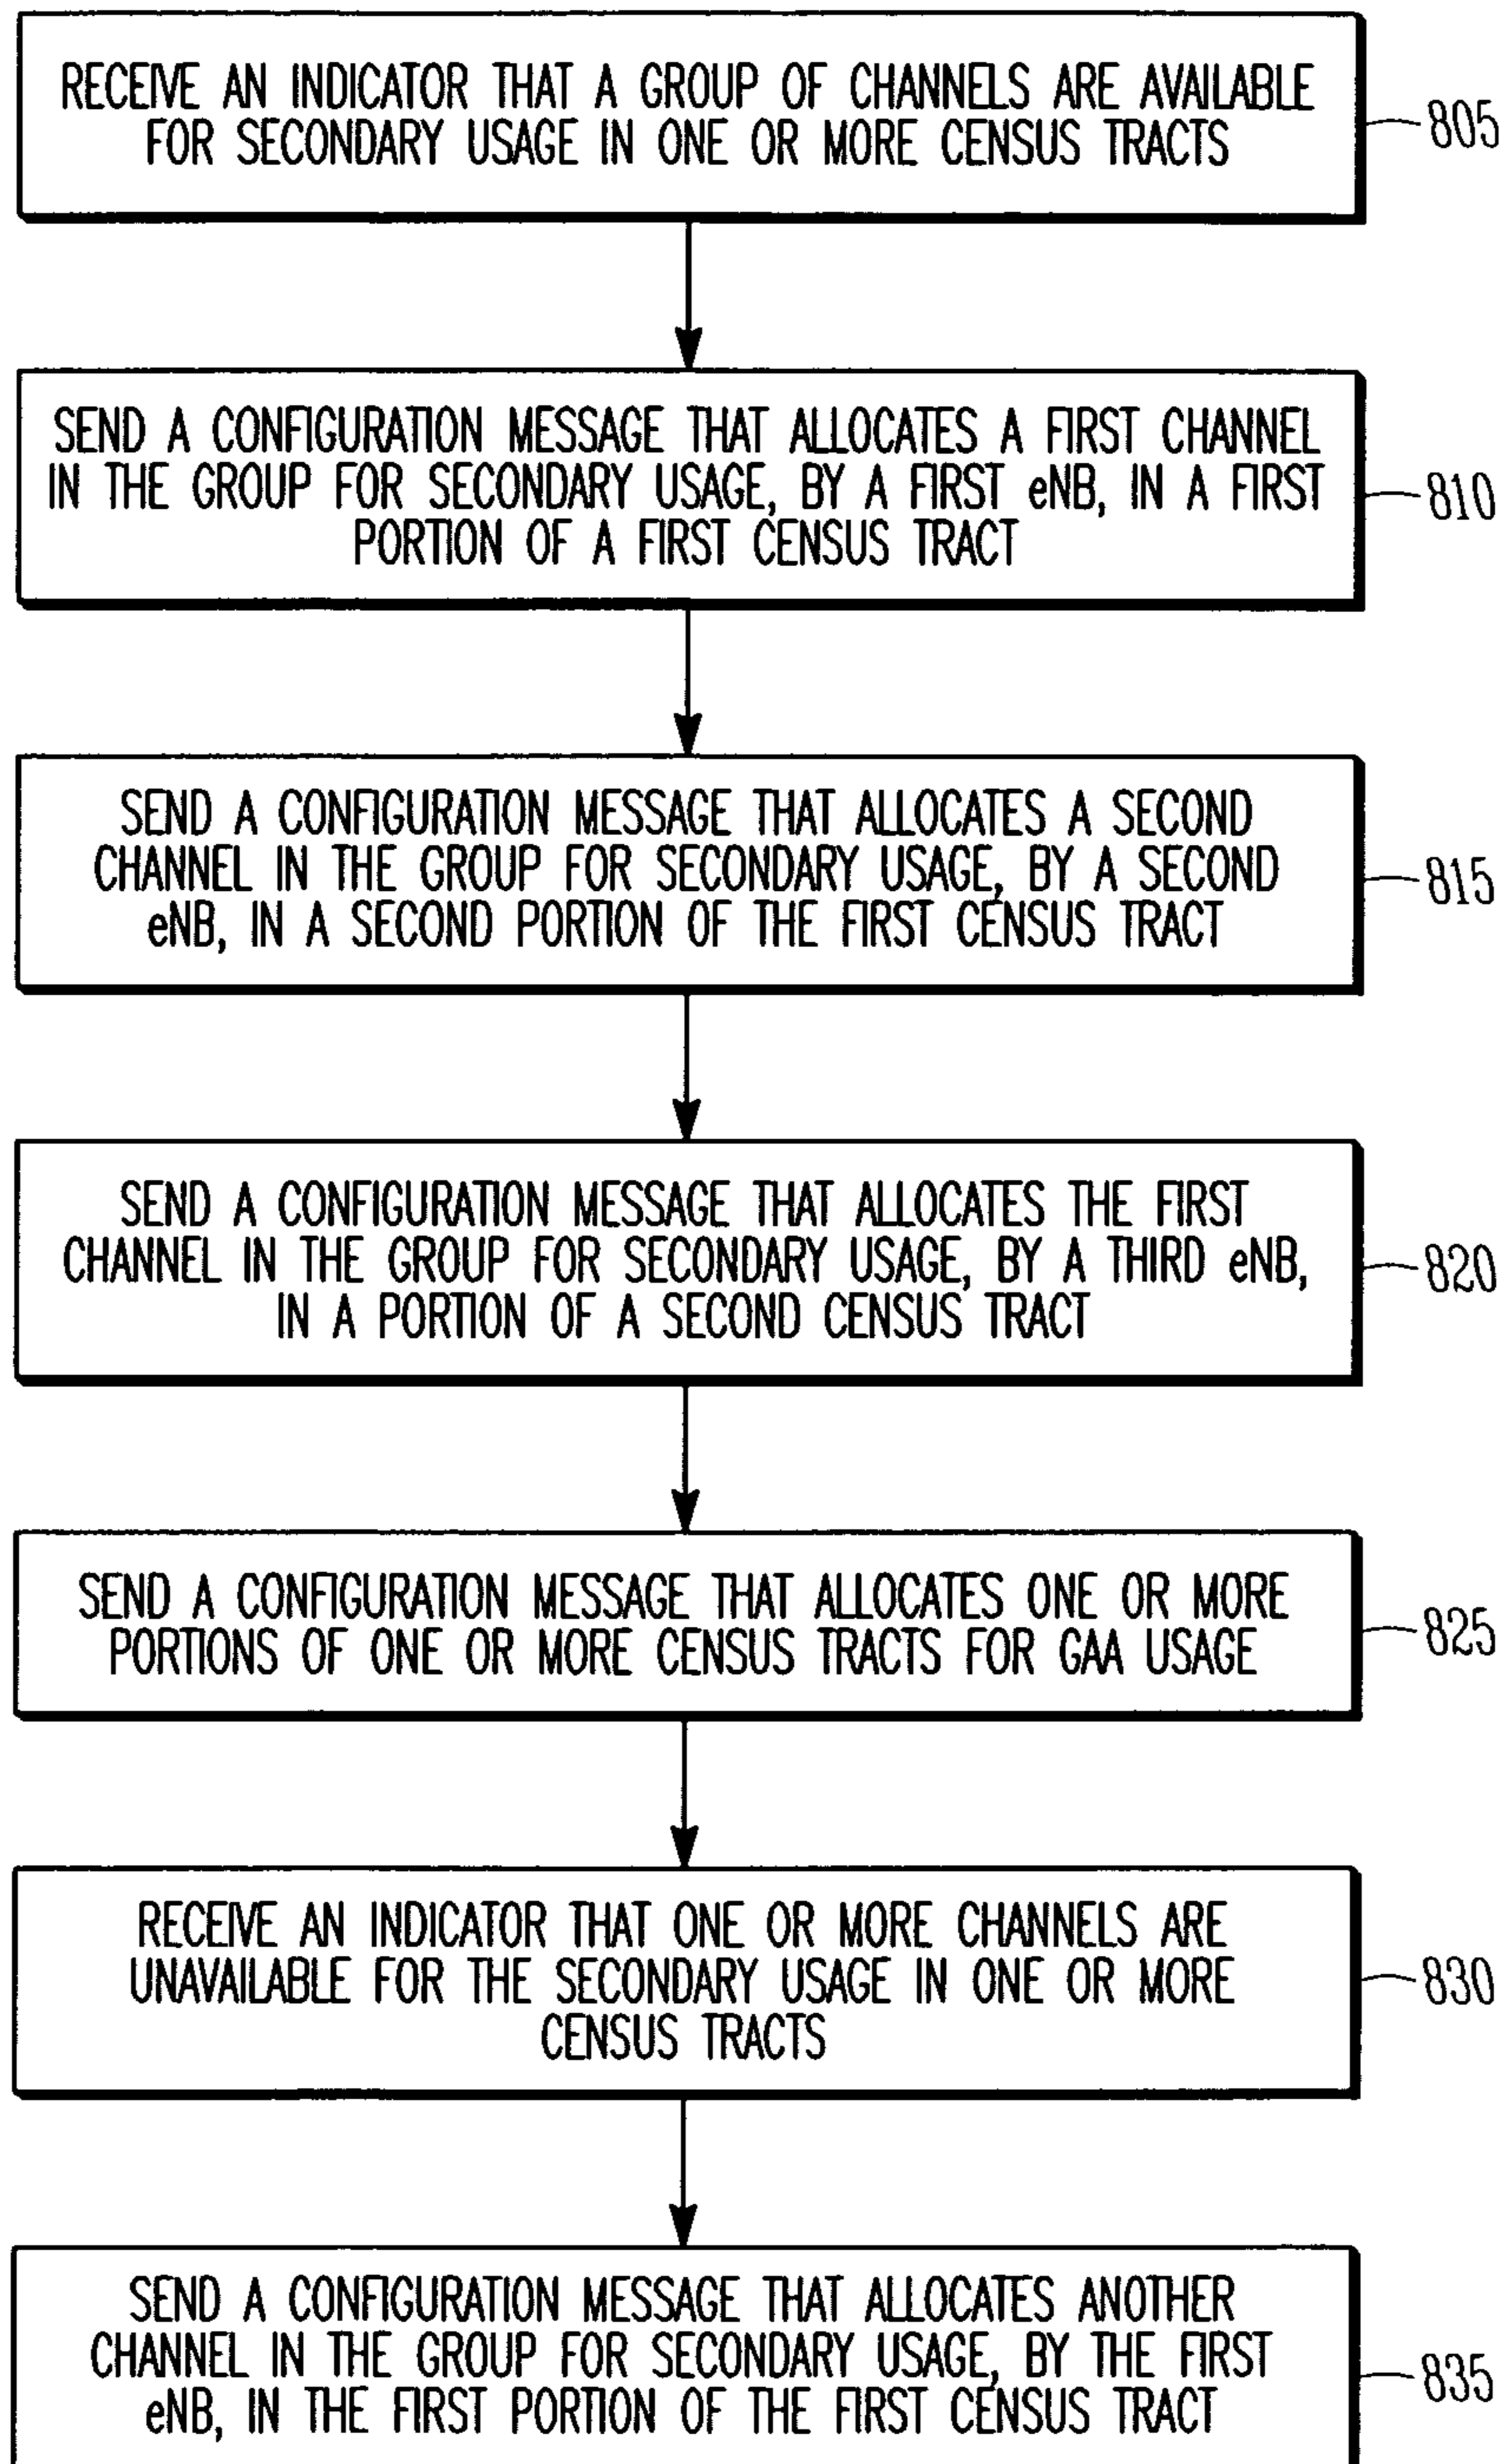 RECEIVE AN INDICATOR THAT A GROUP OF CHANNELS ARE AVAILABLE
FOR SECONDARY USAGE IN ONE OR MORE CENSUS TRACTS
805
SEND A CONFIGURATION MESSAGE THAT ALLOCATES A FIRST CHANNEL
IN THE GROUP FOR SECONDARY USAGE, BY A FIRST eNB, IN A FIRST
PORTION OF A FIRST CENSUS TRACT
810
SEND A CONFIGURATION MESSAGE THAT ALLOCATES A SECOND
CHANNEL IN THE GROUP FOR SECONDARY USAGE, BY A SECOND
eNB, IN A SECOND PORTION OF THE FIRST CENSUS TRACT
815
SEND A CONFIGURATION MESSAGE THAT ALLOCATES THE FIRST
CHANNEL IN THE GROUP FOR SECONDARY USAGE, BY A THIRD eNB,
IN A PORTION OF A SECOND CENSUS TRACT
820
SEND A CONFIGURATION MESSAGE THAT ALLOCATES ONE OR MORE
PORTIONS OF ONE OR MORE CENSUS TRACTS FOR GAA USAGE
825
RECEIVE AN INDICATOR THAT ONE OR MORE CHANNELS ARE
UNAVAILABLE FOR THE SECONDARY USAGE IN ONE OR MORE
CENSUS TRACTS
830
SEND A CONFIGURATION MESSAGE THAT ALLOCATES ANOTHER
CHANNEL IN THE GROUP FOR SECONDARY USAGE, BY THE FIRST
eNB, IN THE FIRST PORTION OF THE FIRST CENSUS TRACT
835